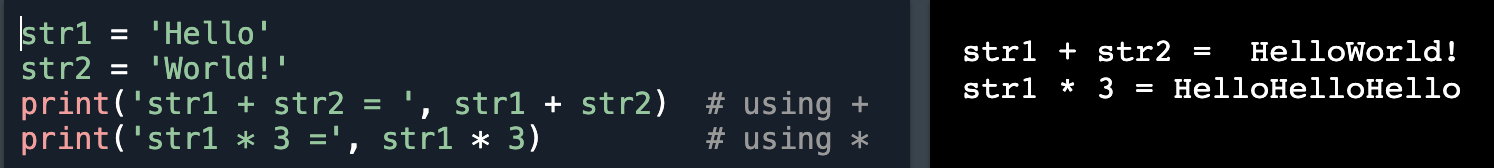 str1 = 'Hello'
str2 = 'World!'
print('str1 + str2 = ', str1 + str2)  # using +
print('str1 * 3 =', str1 * 3)         # using *
str1 + str2 =  HelloWorld!
str1 * 3 = HelloHelloHello